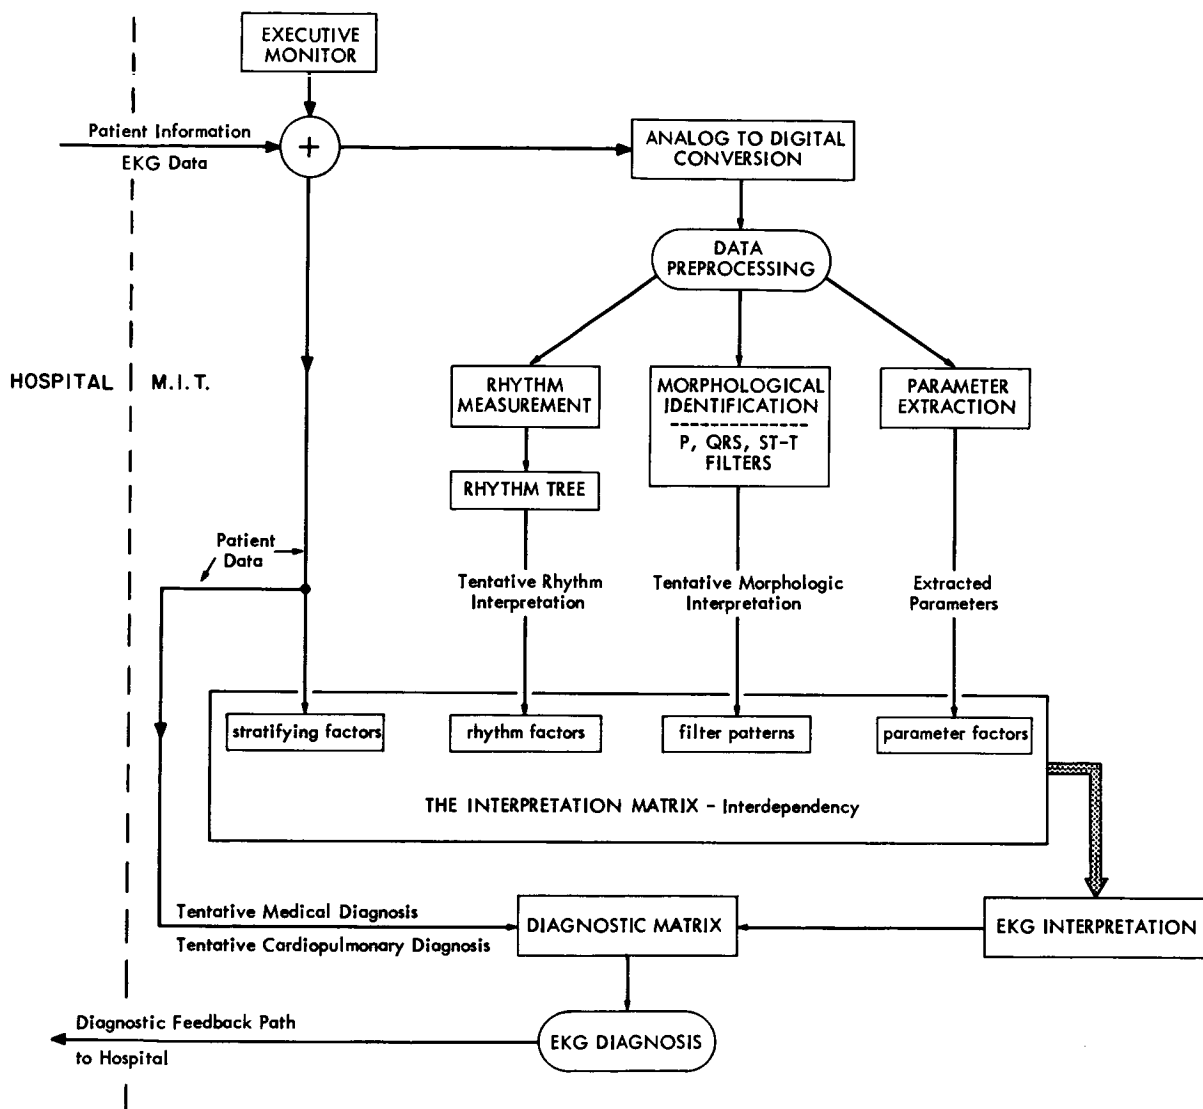 EXECUTIVE
MONITOR
Patient Information
EKG Data
+
ANALOG TO DIGITAL
CONVERSION
DATA
PREPROCESSING
HOSPITAL
M.I.T.
RHYTHM
MEASUREMENT
MORPHOLOGICAL
IDENTIFICATION
P, QRS, ST-T
FILTERS
PARAMETER
EXTRACTION
RHYTHM TREE
Patient
Data
Tentative Rhythm
Interpretation
Tentative Morphologic
Interpretation
Extracted
Parameters
stratifying factors
rhythm factors
filter patterns
parameter factors
THE INTERPRETATION MATRIX - Interdependency
Tentative Medical Diagnosis
Tentative Cardiopulmonary Diagnosis
DIAGNOSTIC MATRIX
EKG INTERPRETATION
Diagnostic Feedback Path
to Hospital
EKG DIAGNOSIS